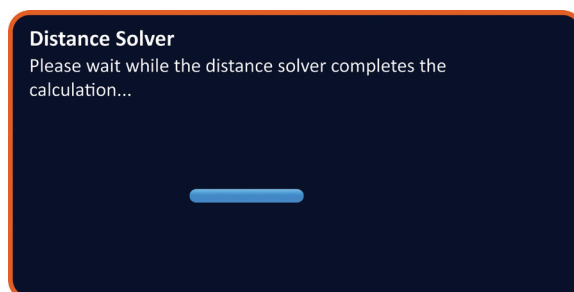 Distance Solver
Please wait while the distance solver completes the
calculation...